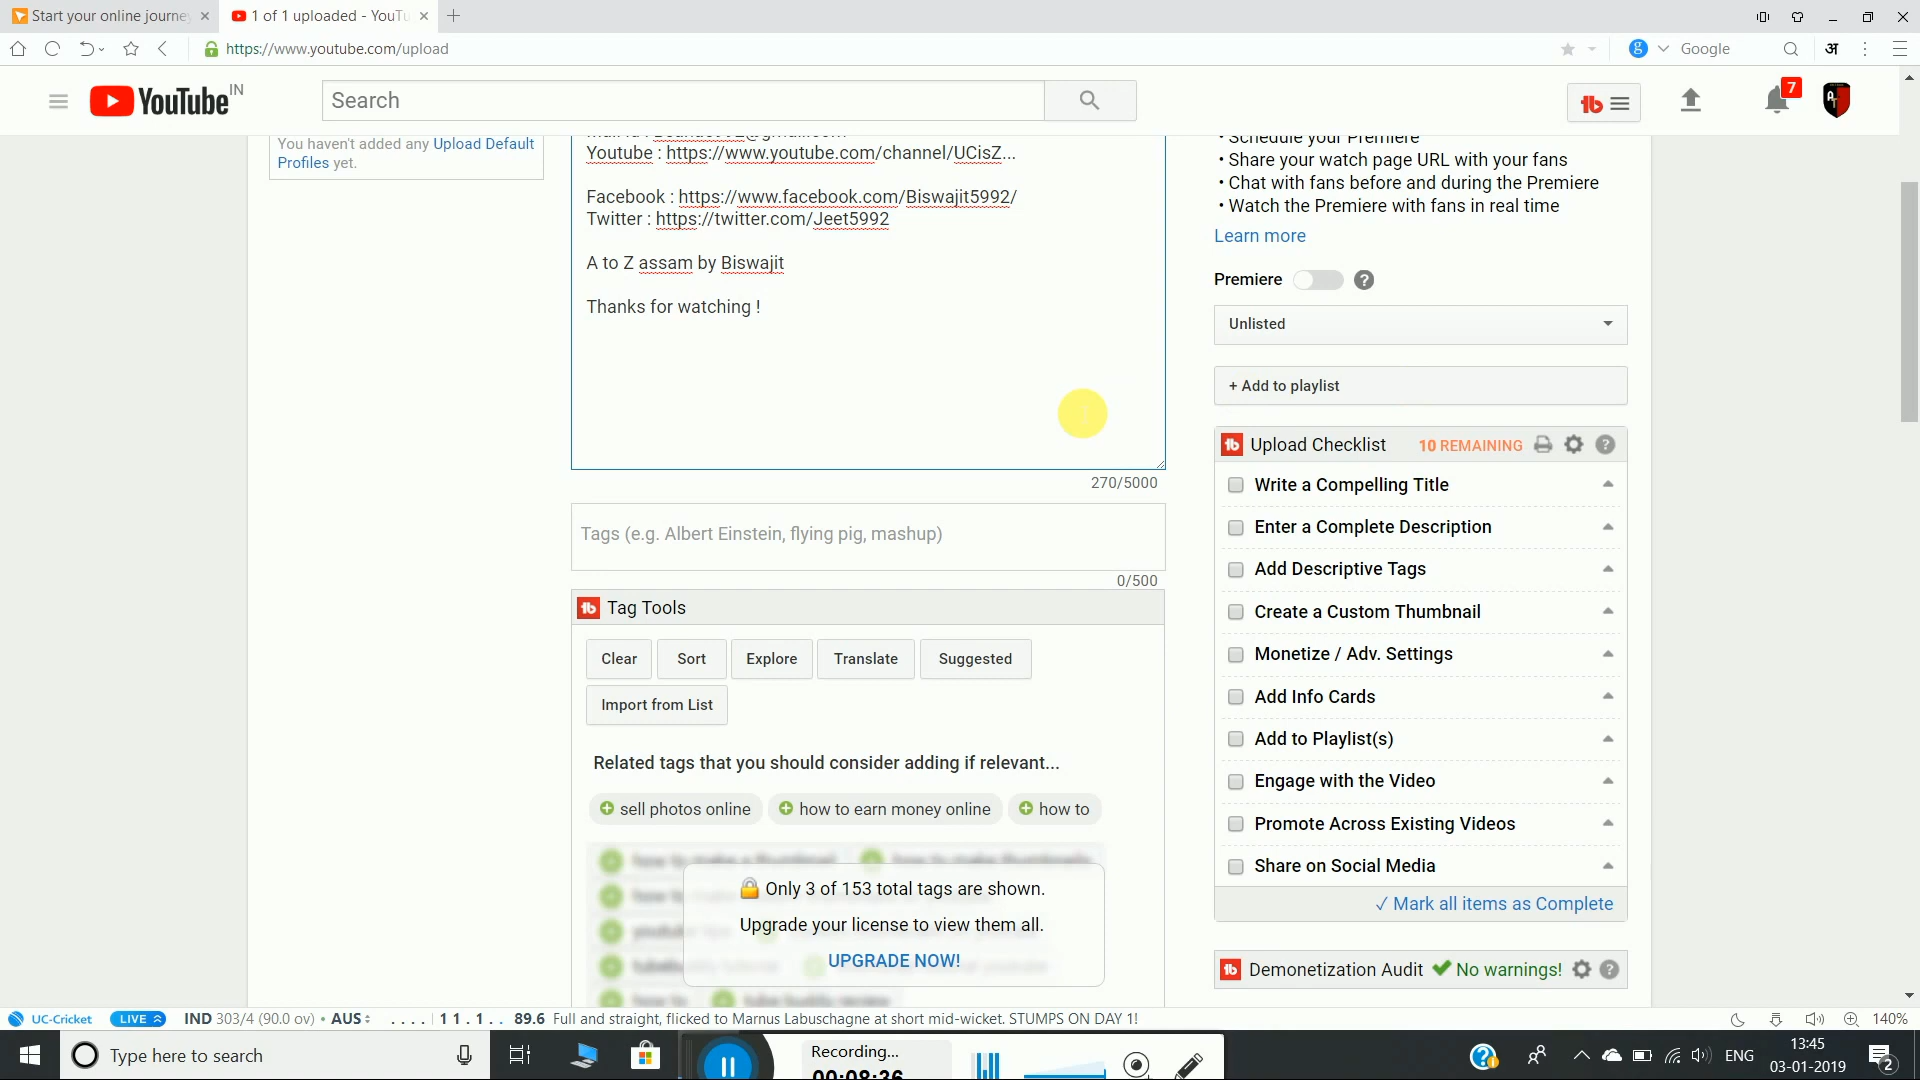 Start your online journe
1 of 1 uploaded - YouTu
https://www.youtube.com/upload
Google
अ
YouTube IN
Search
7
You haven't added any Upload Default
Profiles yet.
Youtube : https://www.youtube.com/channel/UCisZ...
Facebook : https://www.facebook.com/Biswajit5992/
Twitter : https://twitter.com/Jeet5992
A to Z assam by Biswajit
Thanks for watching !
270/5000
Tags (e.g. Albert Einstein, flying pig, mashup)
0/500
Tag Tools
Clear
Sort
Explore
Translate
Suggested
Import from List
Related tags that you should consider adding if relevant...
sell photos online
how to earn money online
how to
Only 3 of 153 total tags are shown.
Upgrade your license to view them all.
UPGRADE NOW!
• Schedule your Premiere
• Share your watch page URL with your fans
• Chat with fans before and during the Premiere
• Watch the Premiere with fans in real time
Learn more
Premiere
Unlisted
+ Add to playlist
Upload Checklist 10 REMAINING
Write a Compelling Title
Enter a Complete Description
Add Descriptive Tags
Create a Custom Thumbnail
Monetize / Adv. Settings
Add Info Cards
Add to Playlist(s)
Engage with the Video
Promote Across Existing Videos
Share on Social Media
✓ Mark all items as Complete
Demonetization Audit ✔ No warnings!
UC-Cricket LIVE IND 303/4 (90.0 ov) • AUS . . . . | 1 1 . 1 . . 89.6 Full and straight, flicked to Marnus Labuschagne at short mid-wicket. STUMPS ON DAY 1!
140%
Type here to search
Recording...
00:08:36
ENG
13:45
03-01-2019
2